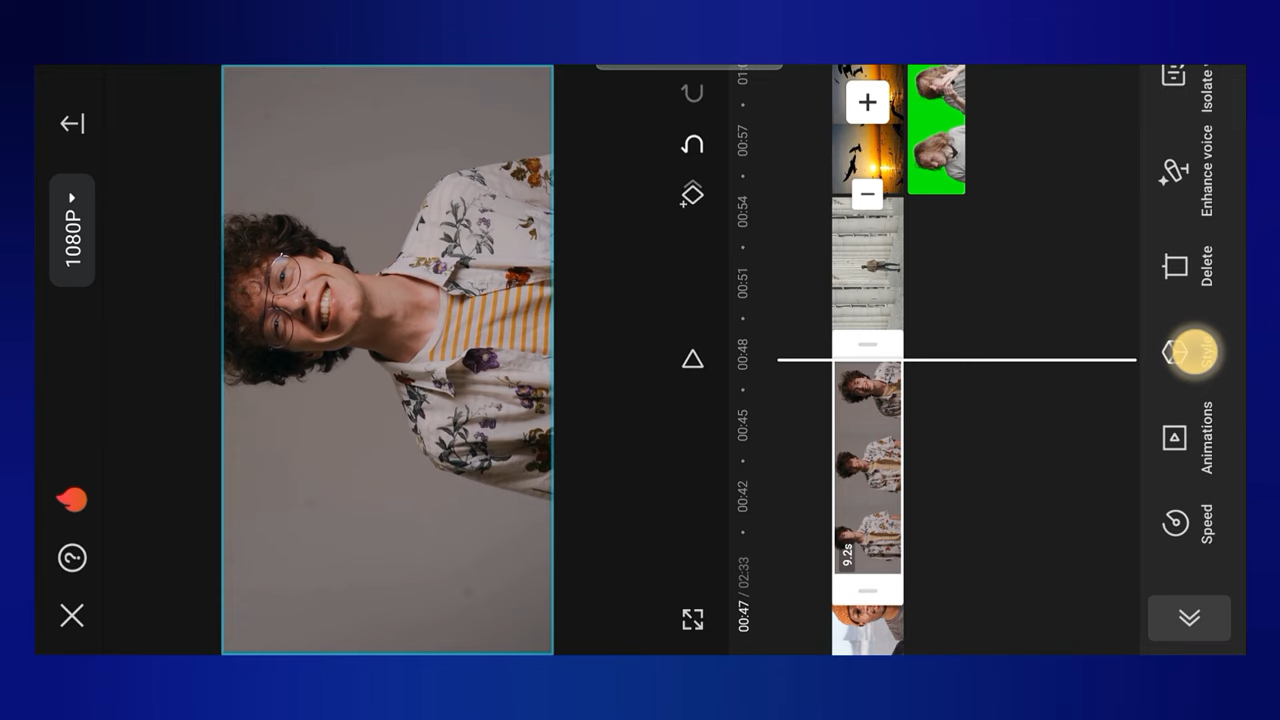 1080P
00:47 / 02:33 • 00:42 • 00:45 • 00:48 • 00:51 • 00:54 • 00:57 •
9.2s
Speed
Animations
Style
Delete
Enhance voice
Isolate